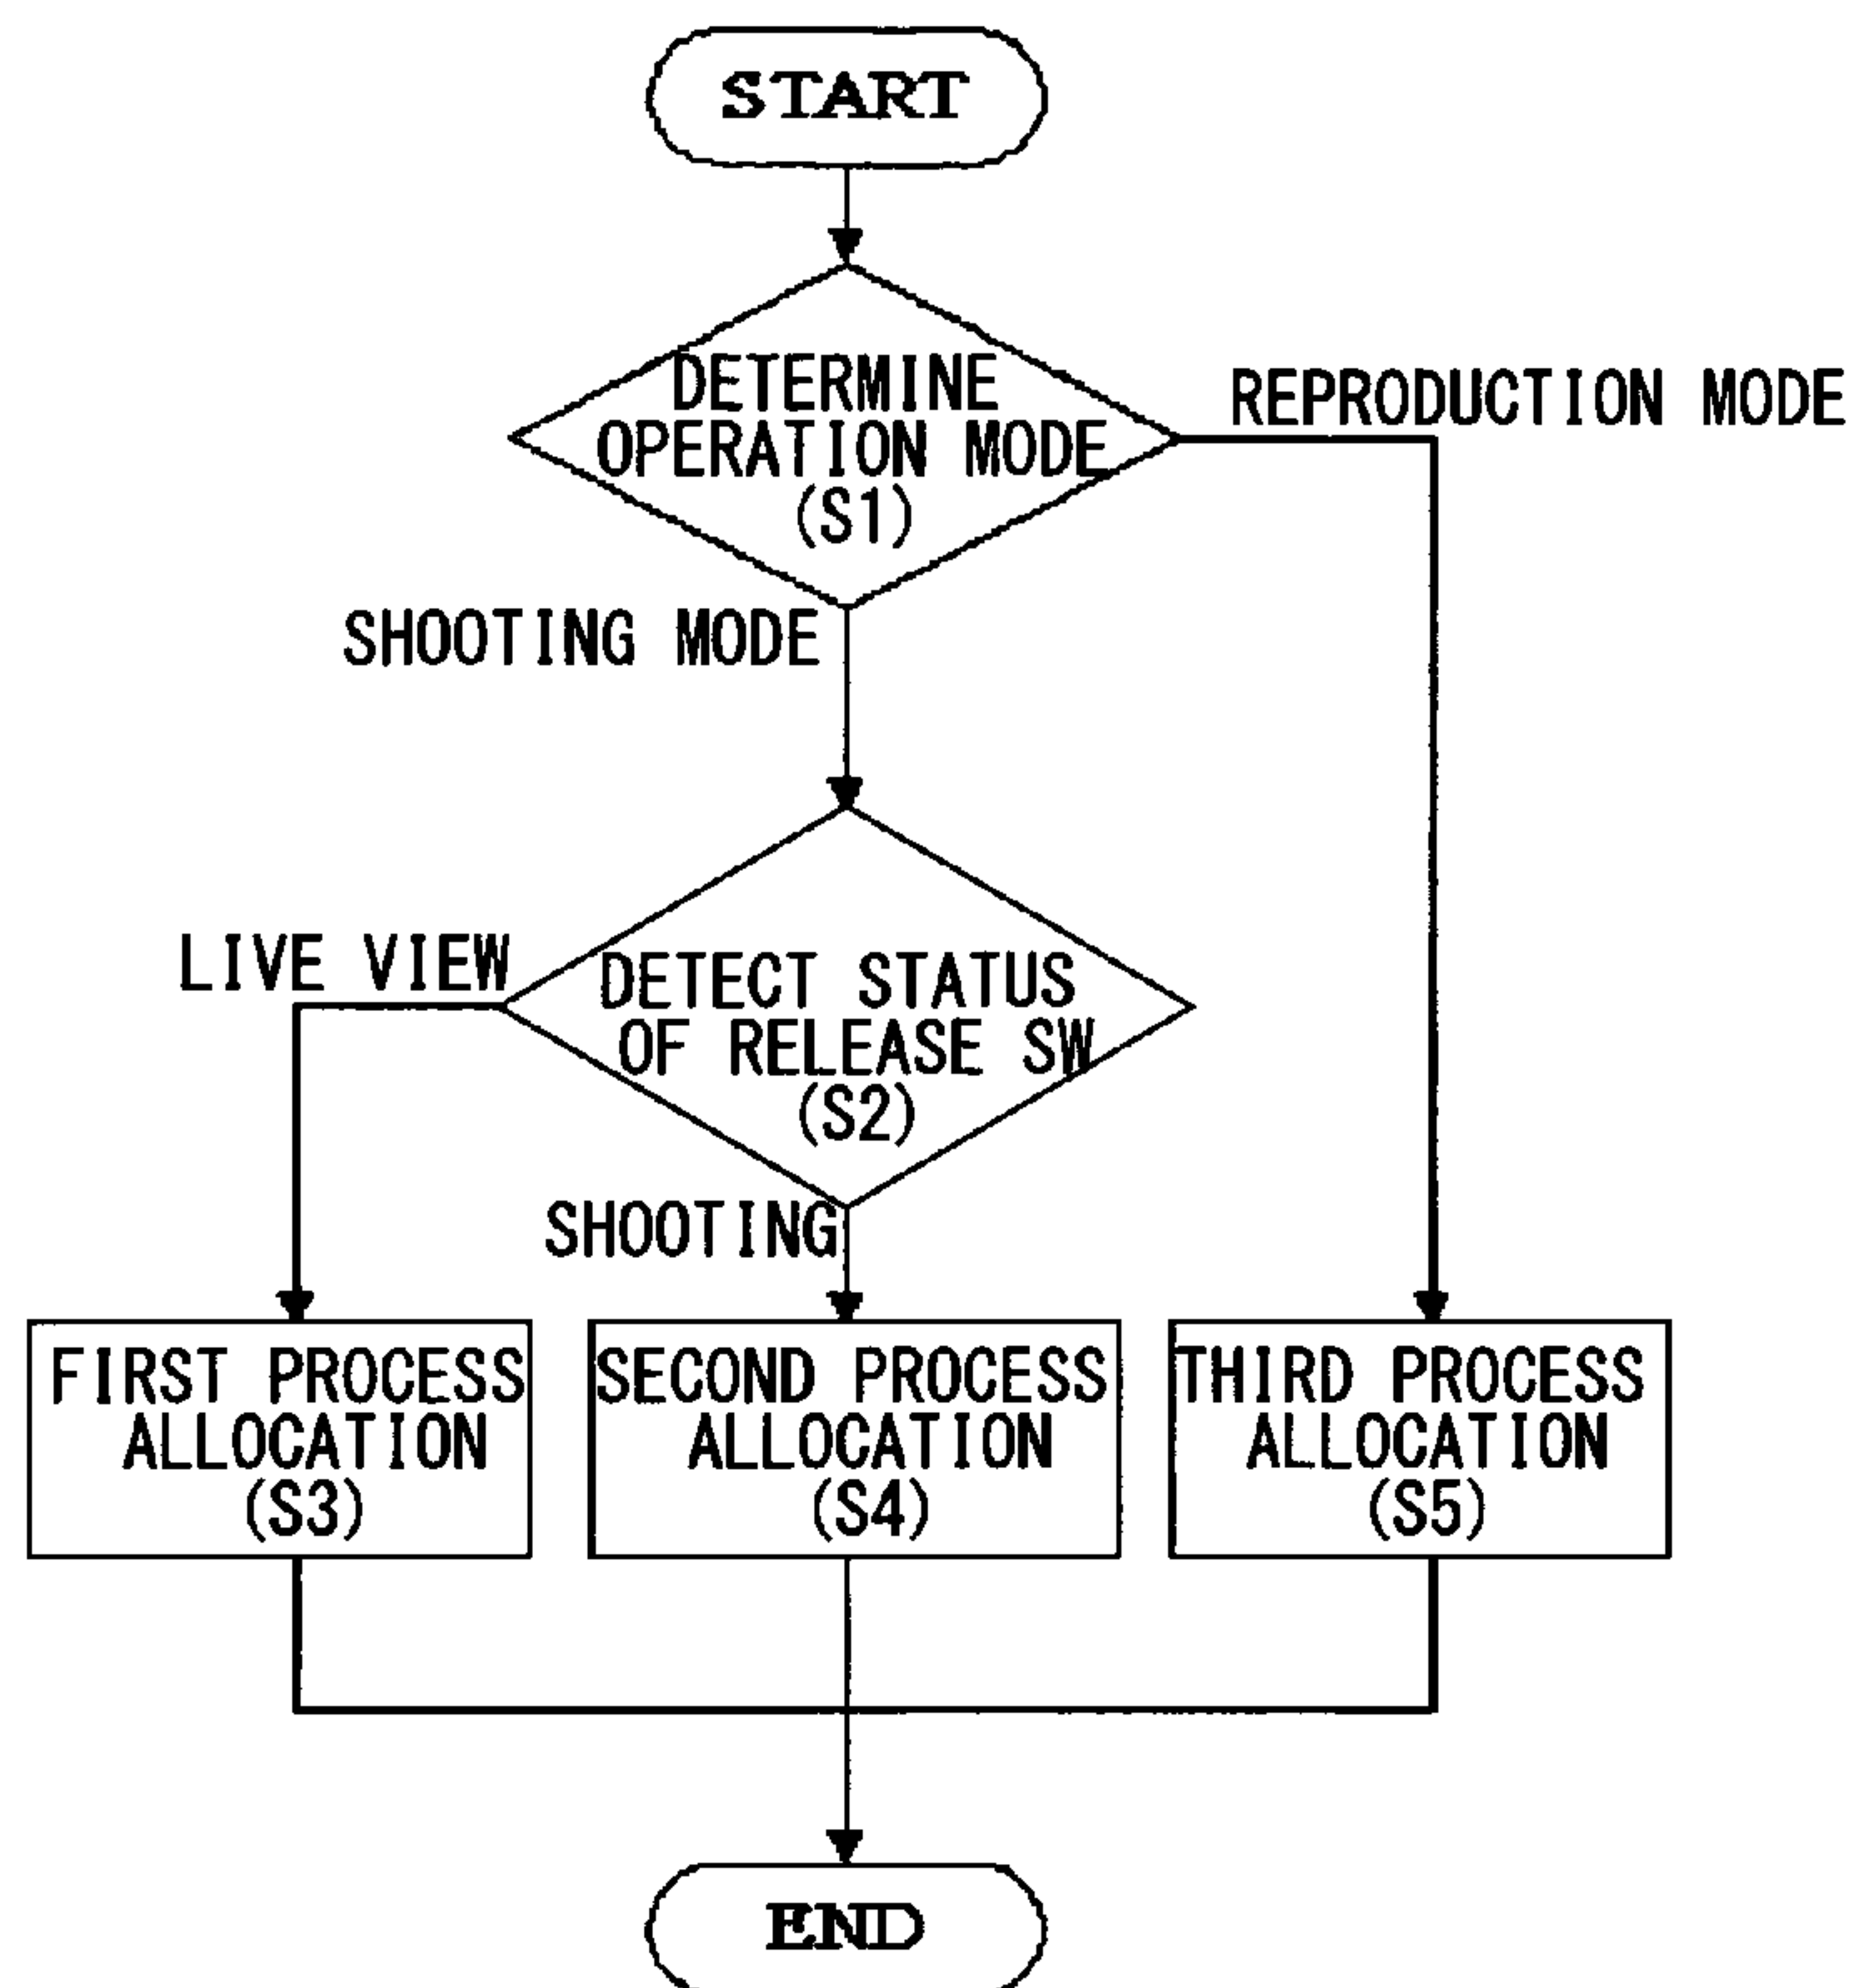 START
DETERMINE
OPERATION MODE
(S1)
REPRODUCTION MODE
SHOOTING MODE
LIVE VIEW
DETECT STATUS
OF RELEASE SW
(S2)
SHOOTING
FIRST PROCESS
ALLOCATION
(S3)
SECOND PROCESS
ALLOCATION
(S4)
THIRD PROCESS
ALLOCATION
(S5)
END